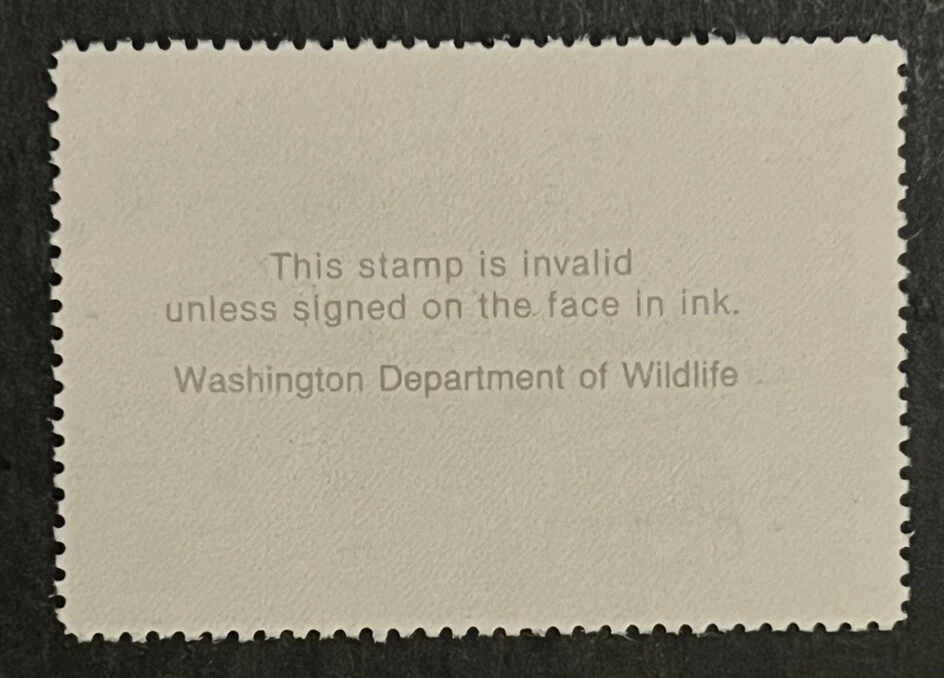 This stamp is invalid
unless signed on the face in ink.
Washington Department of Wildlife